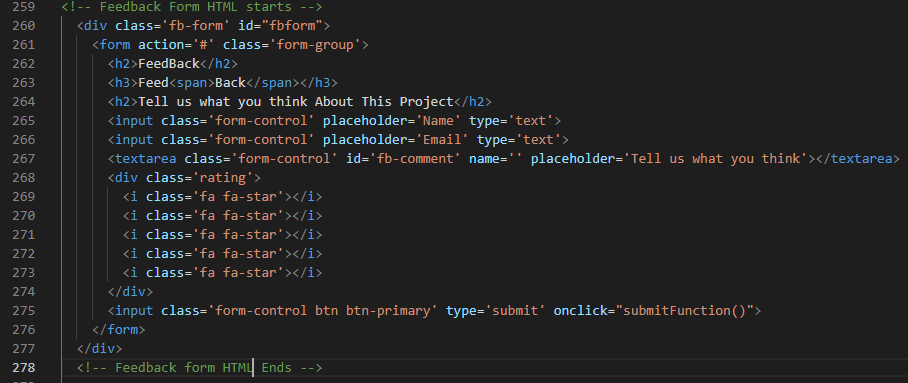 259 <!-- Feedback Form HTML starts -->
260 <div class='fb-form' id="fbform">
261 <form action='#' class='form-group'>
262 <h2>FeedBack</h2>
263 <h3>Feed<span>Back</span></h3>
264 <h2>Tell us what you think About This Project</h2>
265 <input class='form-control' placeholder='Name' type='text'>
266 <input class='form-control' placeholder='Email' type='text'>
267 <textarea class='form-control' id='fb-comment' name='' placeholder='Tell us what you think'></textarea>
268 <div class='rating'>
269 <i class='fa fa-star'></i>
270 <i class='fa fa-star'></i>
271 <i class='fa fa-star'></i>
272 <i class='fa fa-star'></i>
273 <i class='fa fa-star'></i>
274 </div>
275 <input class='form-control btn btn-primary' type='submit' onclick="submitFunction()">
276 </form>
277 </div>
278 <!-- Feedback form HTML Ends -->